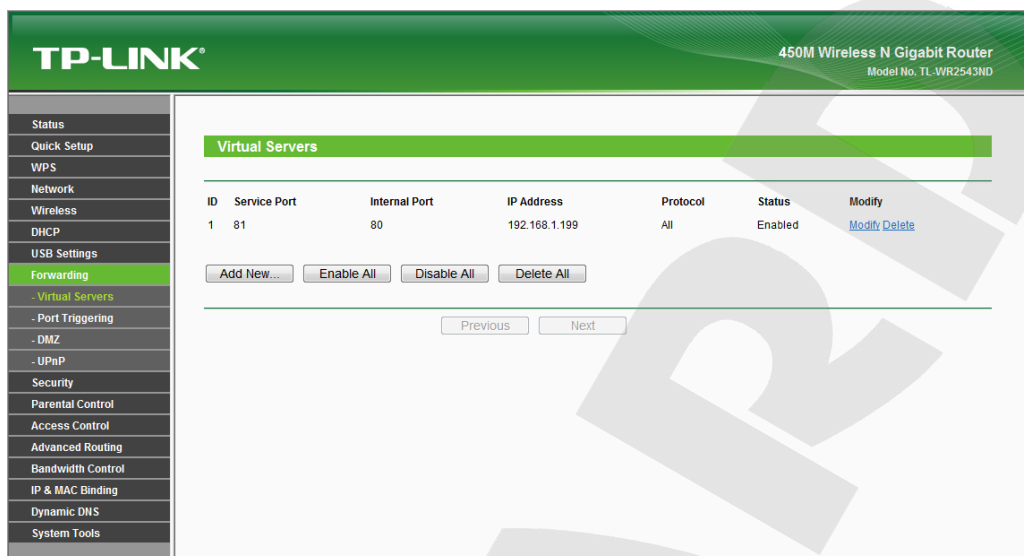 TP-LINK®
450M Wireless N Gigabit Router
Model No. TL-WR2543ND
Status
Quick Setup
WPS
Network
Wireless
DHCP
USB Settings
Forwarding
- Virtual Servers
- Port Triggering
- DMZ
- UPnP
Security
Parental Control
Access Control
Advanced Routing
Bandwidth Control
IP & MAC Binding
Dynamic DNS
System Tools
Virtual Servers
ID Service Port Internal Port IP Address Protocol Status Modify
1 81 80 192.168.1.199 All Enabled Modify Delete
Add New... Enable All Disable All Delete All
Previous Next